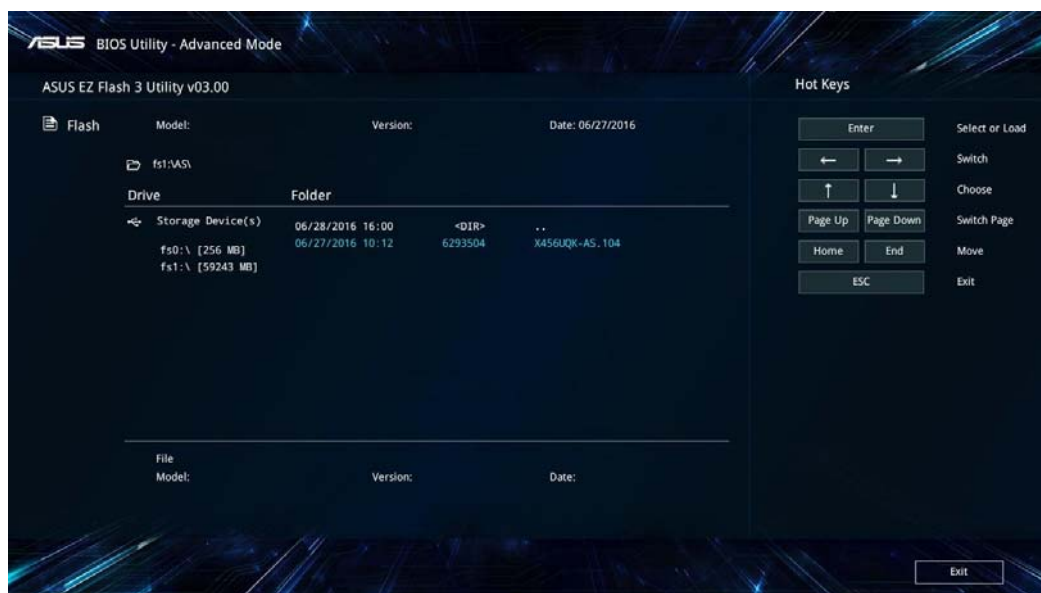 ASUS BIOS Utility - Advanced Mode
ASUS EZ Flash 3 Utility v03.00
Flash Model: Version: Date: 06/27/2016
fs1:\AS\
Drive Folder
Storage Device(s) 06/28/2016 16:00 <DIR> ..
fs0:\ [256 MB] 06/27/2016 10:12 6293504 X456UQK-AS.104
fs1:\ [59243 MB]
File
Model: Version: Date:
Hot Keys
Enter Select or Load
← → Switch
↑ ↓ Choose
Page Up Page Down Switch Page
Home End Move
ESC Exit
Exit